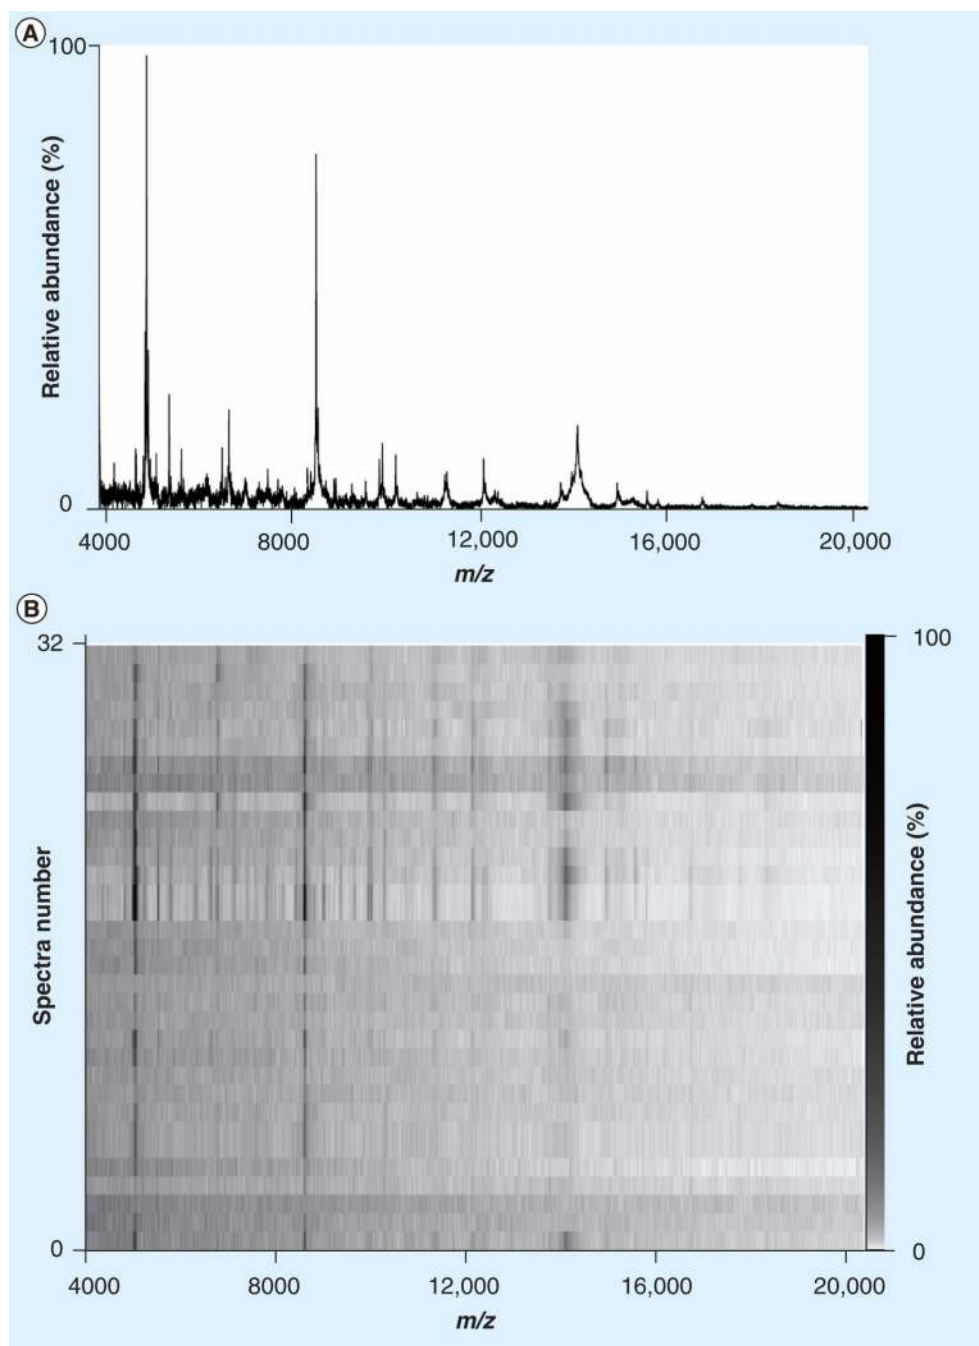 A
100
Relative abundance (%)
0
4000 8000 12,000 16,000 20,000
m/z
B
32
100
Spectra number
Relative abundance (%)
0
0
4000 8000 12,000 16,000 20,000
m/z